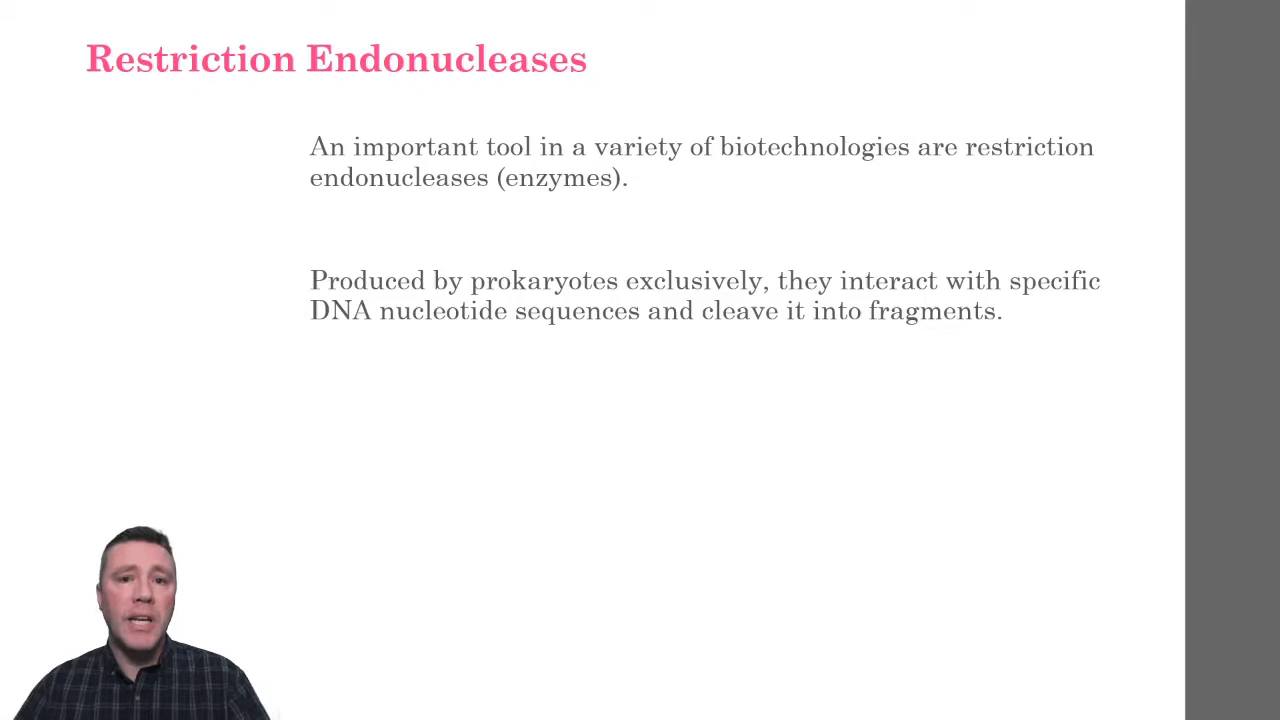 Restriction Endonucleases
An important tool in a variety of biotechnologies are restriction
endonucleases (enzymes).
Produced by prokaryotes exclusively, they interact with specific
DNA nucleotide sequences and cleave it into fragments.